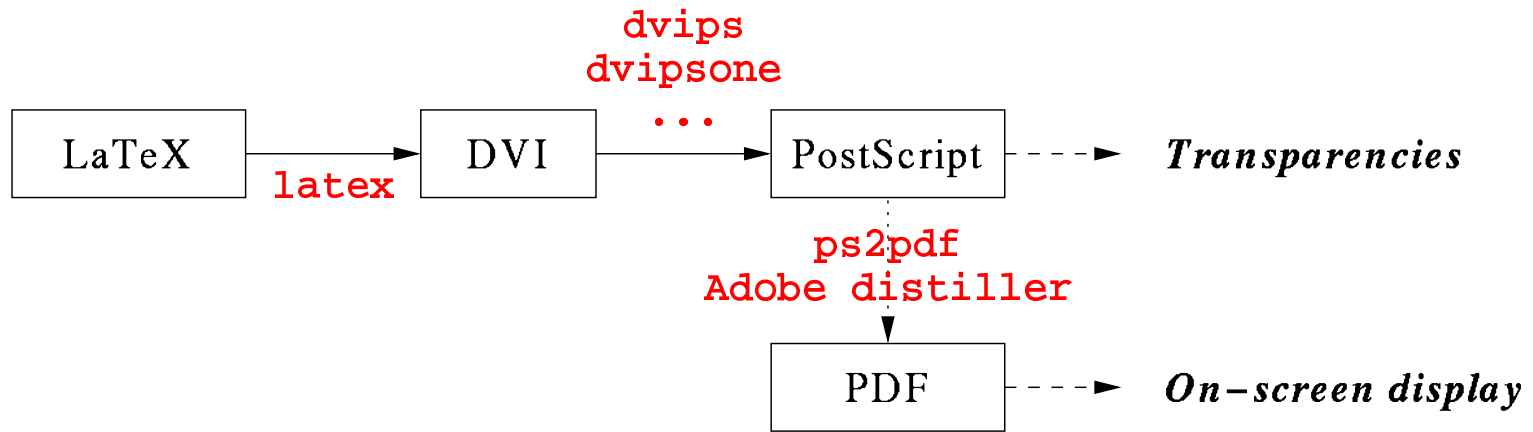 dvips
dvipsone
...
LaTeX
DVI
PostScript
Transparencies
latex
ps2pdf
Adobe distiller
PDF
On-screen display